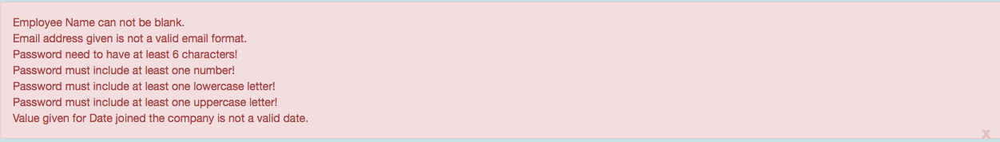 Employee Name can not be blank.
Email address given is not a valid email format.
Password need to have at least 6 characters!
Password must include at least one number!
Password must include at least one lowercase letter!
Password must include at least one uppercase letter!
Value given for Date joined the company is not a valid date.
x